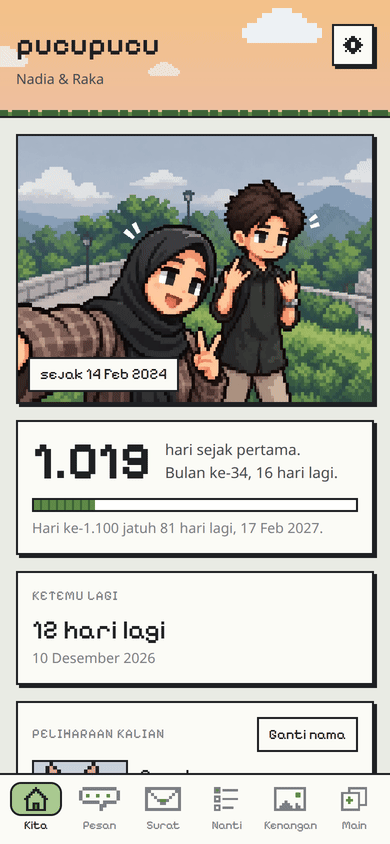 pucupucu
Nadia & Raka
sejak 14 Feb 2024
1.019
hari sejak pertama.
Bulan ke-34, 16 hari lagi.
Hari ke-1.100 jatuh 81 hari lagi, 17 Feb 2027.
KETEMU LAGI
12 hari lagi
10 Desember 2026
PELIHARAAN KALIAN
Ganti nama
Kita
Pesan
Surat
Nanti
Kenangan
Main